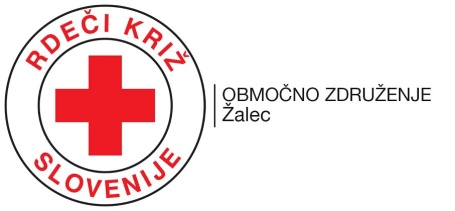 RDEČI KRIŽ
SLOVENIJE
OBMOČNO ZDRUŽENJE
Žalec